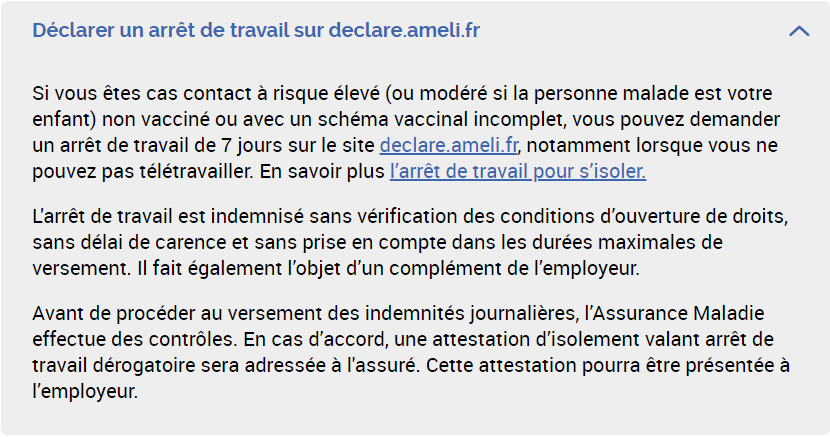 Déclarer un arrêt de travail sur declare.ameli.fr
Si vous êtes cas contact à risque élevé (ou modéré si la personne malade est votre
enfant) non vacciné ou avec un schéma vaccinal incomplet, vous pouvez demander
un arrêt de travail de 7 jours sur le site declare.ameli.fr, notamment lorsque vous ne
pouvez pas télétravailler. En savoir plus l’arrêt de travail pour s’isoler.
L'arrêt de travail est indemnisé sans vérification des conditions d’ouverture de droits,
sans délai de carence et sans prise en compte dans les durées maximales de
versement. Il fait également l’objet d’un complément de l’employeur.
Avant de procéder au versement des indemnités journalières, l’Assurance Maladie
effectue des contrôles. En cas d’accord, une attestation d’isolement valant arrêt de
travail dérogatoire sera adressée à l'assuré. Cette attestation pourra être présentée à
l’employeur.